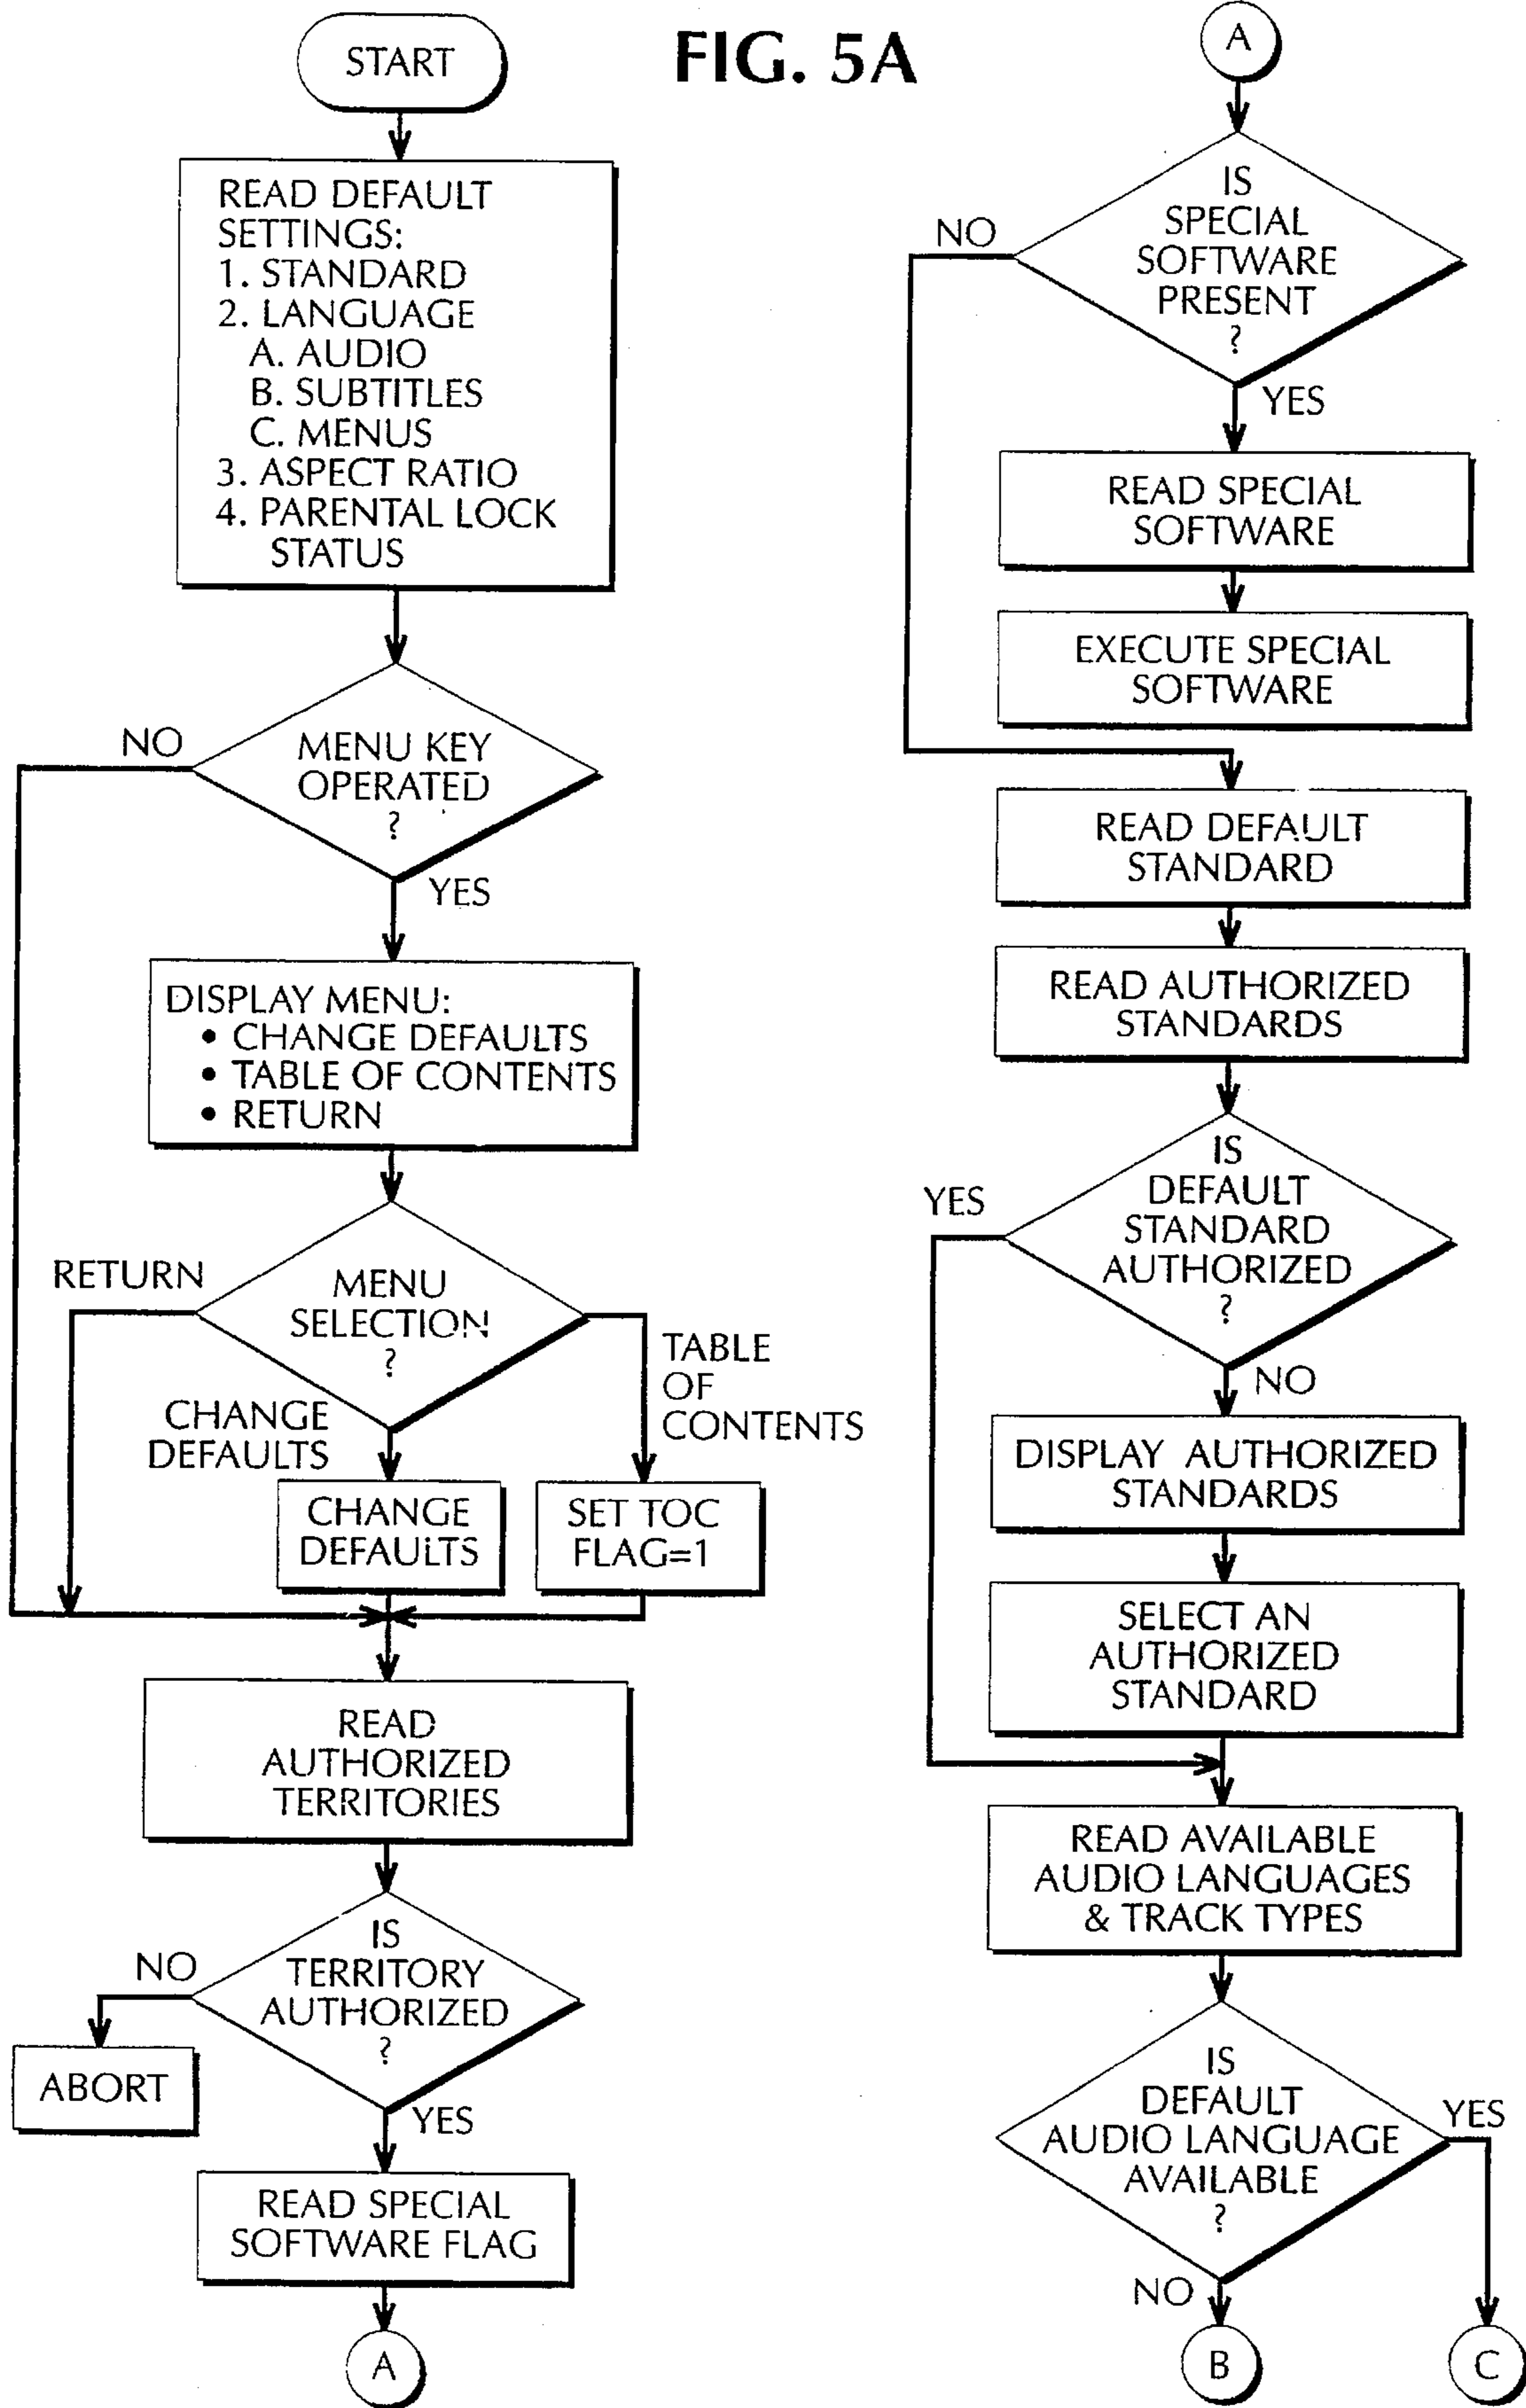 FIG. 5A
START
READ DEFAULT
SETTINGS:
1. STANDARD
2. LANGUAGE
A. AUDIO
B. SUBTITLES
C. MENUS
3. ASPECT RATIO
4. PARENTAL LOCK
STATUS
NO
MENU KEY
OPERATED
?
YES
DISPLAY MENU:
• CHANGE DEFAULTS
• TABLE OF CONTENTS
• RETURN
RETURN
MENU
SELECTION
?
TABLE
OF
CONTENTS
CHANGE
DEFAULTS
CHANGE
DEFAULTS
SET TOC
FLAG=1
READ
AUTHORIZED
TERRITORIES
NO
IS
TERRITORY
AUTHORIZED
?
ABORT
YES
READ SPECIAL
SOFTWARE FLAG
A
A
IS
SPECIAL
SOFTWARE
PRESENT
?
NO
YES
READ SPECIAL
SOFTWARE
EXECUTE SPECIAL
SOFTWARE
READ DEFAULT
STANDARD
READ AUTHORIZED
STANDARDS
YES
IS
DEFAULT
STANDARD
AUTHORIZED
?
NO
DISPLAY AUTHORIZED
STANDARDS
SELECT AN
AUTHORIZED
STANDARD
READ AVAILABLE
AUDIO LANGUAGES
& TRACK TYPES
IS
DEFAULT
AUDIO LANGUAGE
AVAILABLE
?
YES
NO
B
C